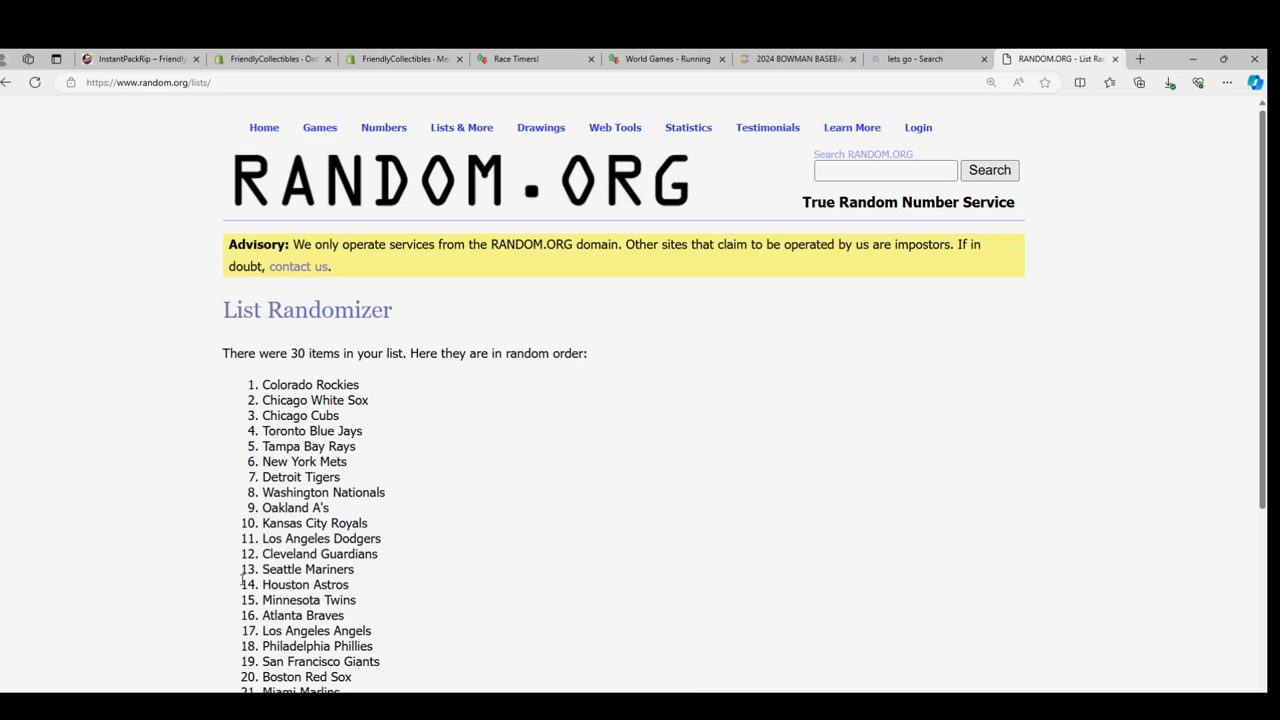 InstantPackRip – Friendly
FriendlyCollectibles - Ord
FriendlyCollectibles - Me
Race Timers!
World Games - Running
2024 BOWMAN BASEBA
lets go - Search
RANDOM.ORG - List Ran
https://www.random.org/lists/
Home Games Numbers Lists & More Drawings Web Tools Statistics Testimonials Learn More Login
RANDOM.ORG
Search RANDOM.ORG
Search
True Random Number Service
Advisory: We only operate services from the RANDOM.ORG domain. Other sites that claim to be operated by us are impostors. If in
doubt, contact us.
List Randomizer
There were 30 items in your list. Here they are in random order:
1. Colorado Rockies
2. Chicago White Sox
3. Chicago Cubs
4. Toronto Blue Jays
5. Tampa Bay Rays
6. New York Mets
7. Detroit Tigers
8. Washington Nationals
9. Oakland A's
10. Kansas City Royals
11. Los Angeles Dodgers
12. Cleveland Guardians
13. Seattle Mariners
14. Houston Astros
15. Minnesota Twins
16. Atlanta Braves
17. Los Angeles Angels
18. Philadelphia Phillies
19. San Francisco Giants
20. Boston Red Sox
21. Miami Marlins